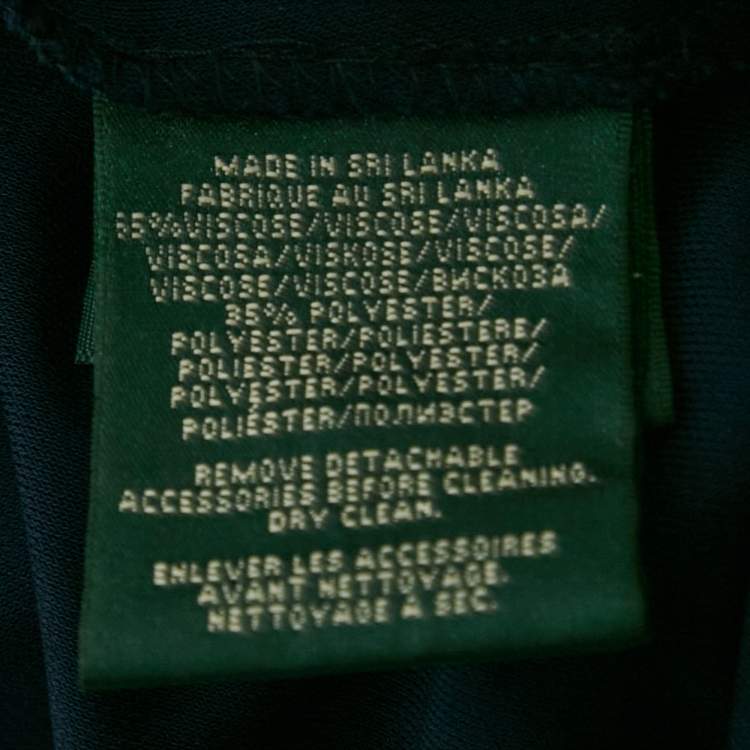 MADE IN SRI LANKA
FABRIQUE AU SRI LANKA
65%VISCOSE/VISCOSE/VISCOSA/
VISCOSA/VISKOSE/VISCOSE/
VISCOSE/VISCOSE/ВИСКОЗА
35% POLYESTER/
POLYESTER/POLIESTERE/
POLIESTER/POLYESTER/
POLYESTER/POLYESTER/
POLIÉSTER/ПОЛИЭСТЕР
REMOVE DETACHABLE
ACCESSORIES BEFORE CLEANING.
DRY CLEAN.
ENLEVER LES ACCESSOIRES
AVANT NETTOYAGE.
NETTOYAGE À SEC.